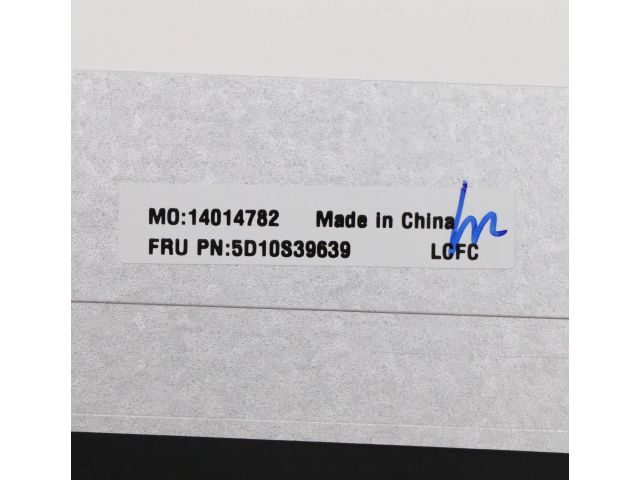 MO:14014782 Made in China
FRU PN:5D10S39639 LCFC